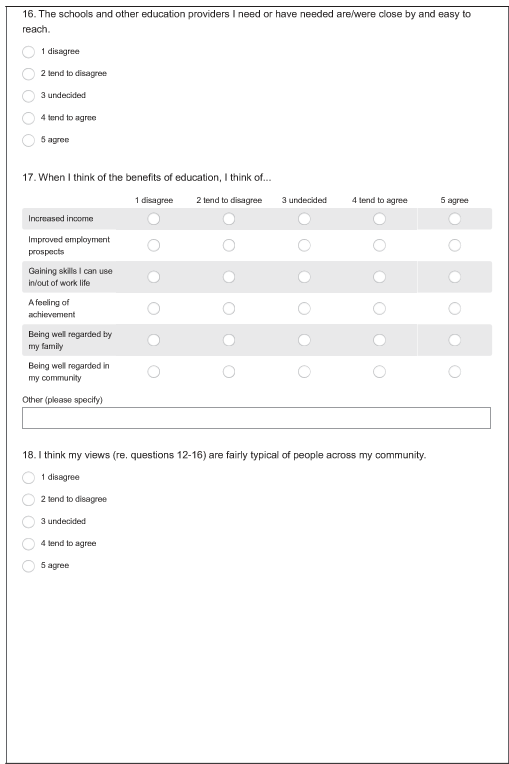 16. The schools and other education providers I need or have needed are/were close by and easy to
reach.
1 disagree
2 tend to disagree
3 undecided
4 tend to agree
5 agree
17. When I think of the benefits of education, I think of...
1 disagree 2 tend to disagree 3 undecided 4 tend to agree 5 agree
Increased income
Improved employment
prospects
Gaining skills I can use
in/out of work life
A feeling of
achievement
Being well regarded by
my family
Being well regarded in
my community
Other (please specify)
18. I think my views (re. questions 12-16) are fairly typical of people across my community.
1 disagree
2 tend to disagree
3 undecided
4 tend to agree
5 agree